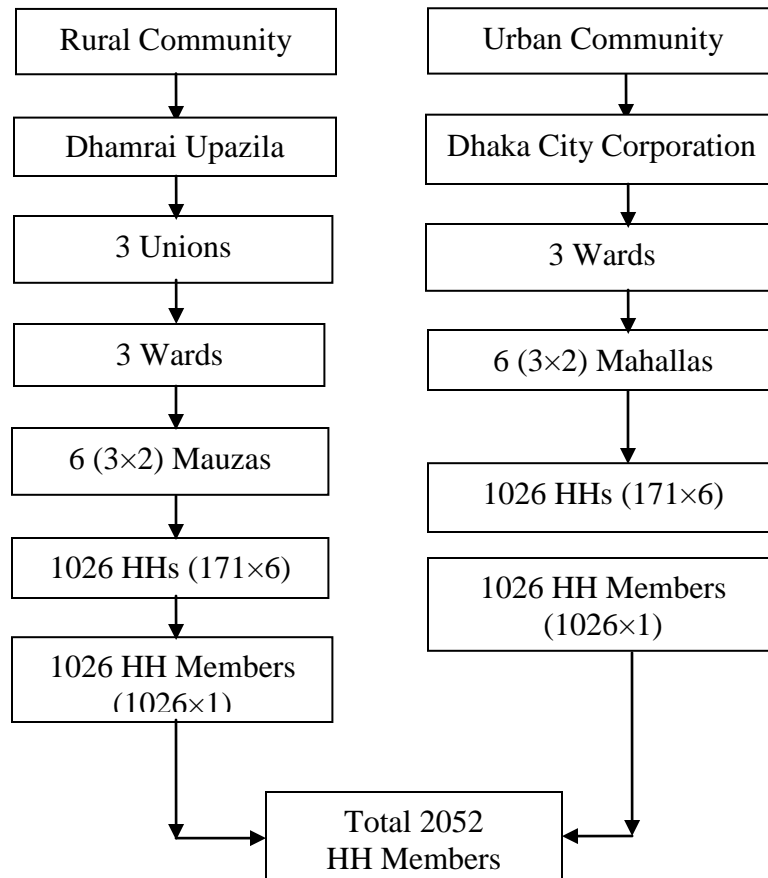 Rural Community
Dhamrai Upazila
3 Unions
3 Wards
6 (3×2) Mauzas
1026 HHs (171×6)
1026 HH Members
(1026×1)
Urban Community
Dhaka City Corporation
3 Wards
6 (3×2) Mahallas
1026 HHs (171×6)
1026 HH Members
(1026×1)
Total 2052
HH Members